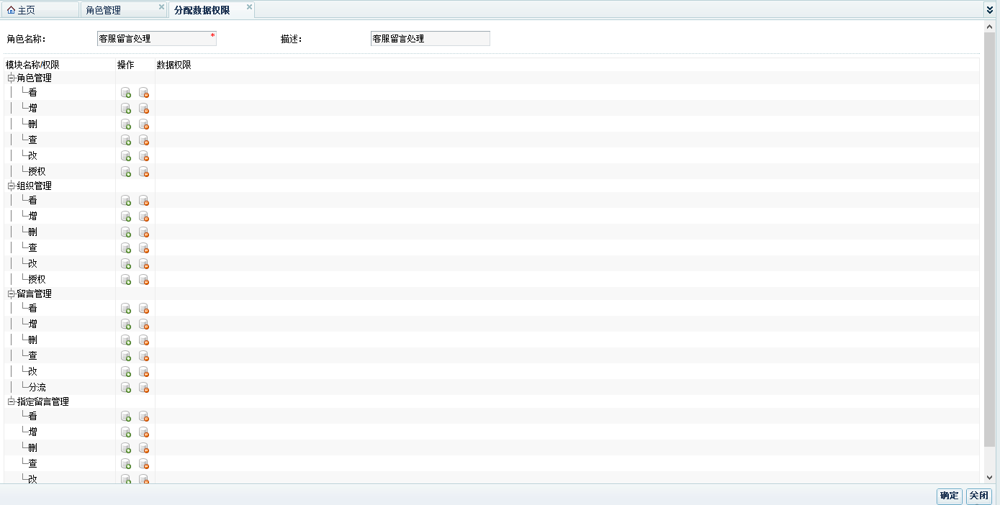 主页 角色管理 分配数据权限
角色名称: 客服留言处理 * 描述: 客服留言处理
模块名称/权限 操作 数据权限
角色管理
看
增
删
查
改
授权
组织管理
看
增
删
查
改
授权
留言管理
看
增
删
查
改
分流
指定留言管理
看
增
删
查
改
确定 关闭